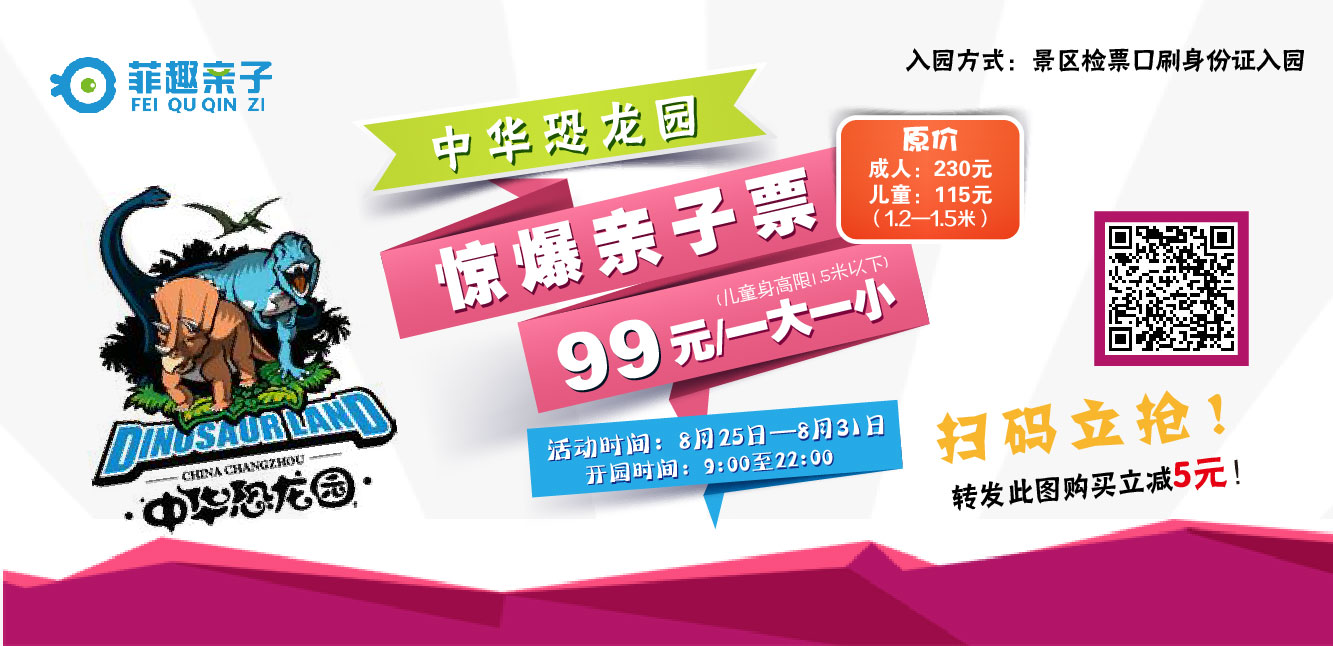 菲趣亲子
FEI QU QIN ZI
入园方式：景区检票口刷身份证入园
中华恐龙园
原价
成人：230元
儿童：115元
（1.2—1.5米）
惊爆亲子票
（儿童身高限1.5米以下）
99元/一大一小
活动时间：8月25日—8月31日
开园时间：9:00至22:00
DINOSAUR LAND
CHINA CHANGZHOU
·中华恐龙园·
扫码立抢！
转发此图购买立减5元！